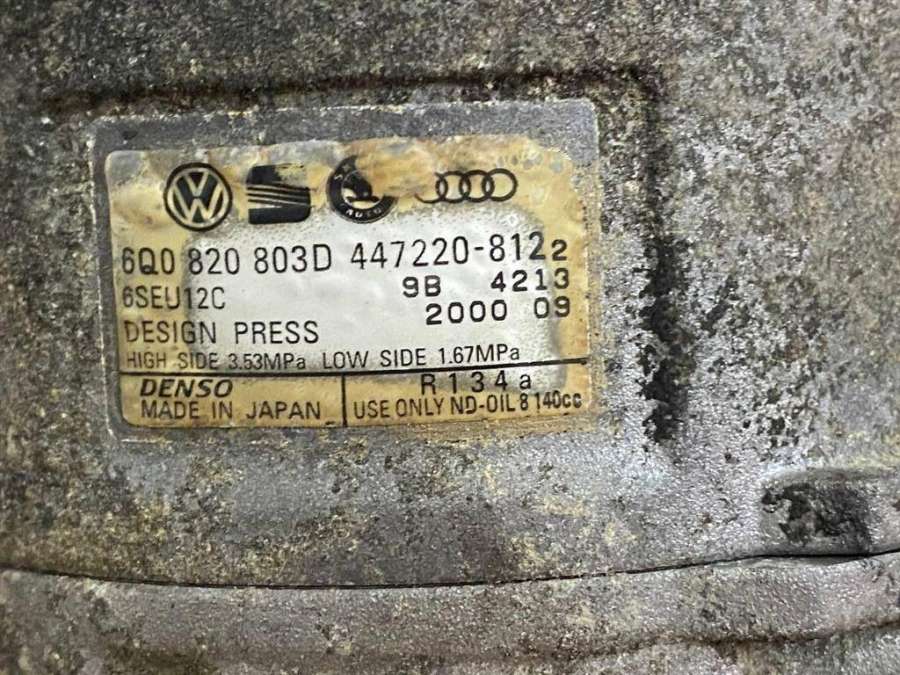 6Q0 820 803D 447220-8122
6SEU12C 9B 4213
2000 09
DESIGN PRESS
HIGH SIDE 3.53MPa LOW SIDE 1.67MPa
DENSO R134a
MADE IN JAPAN USE ONLY ND-OIL 8 140cc